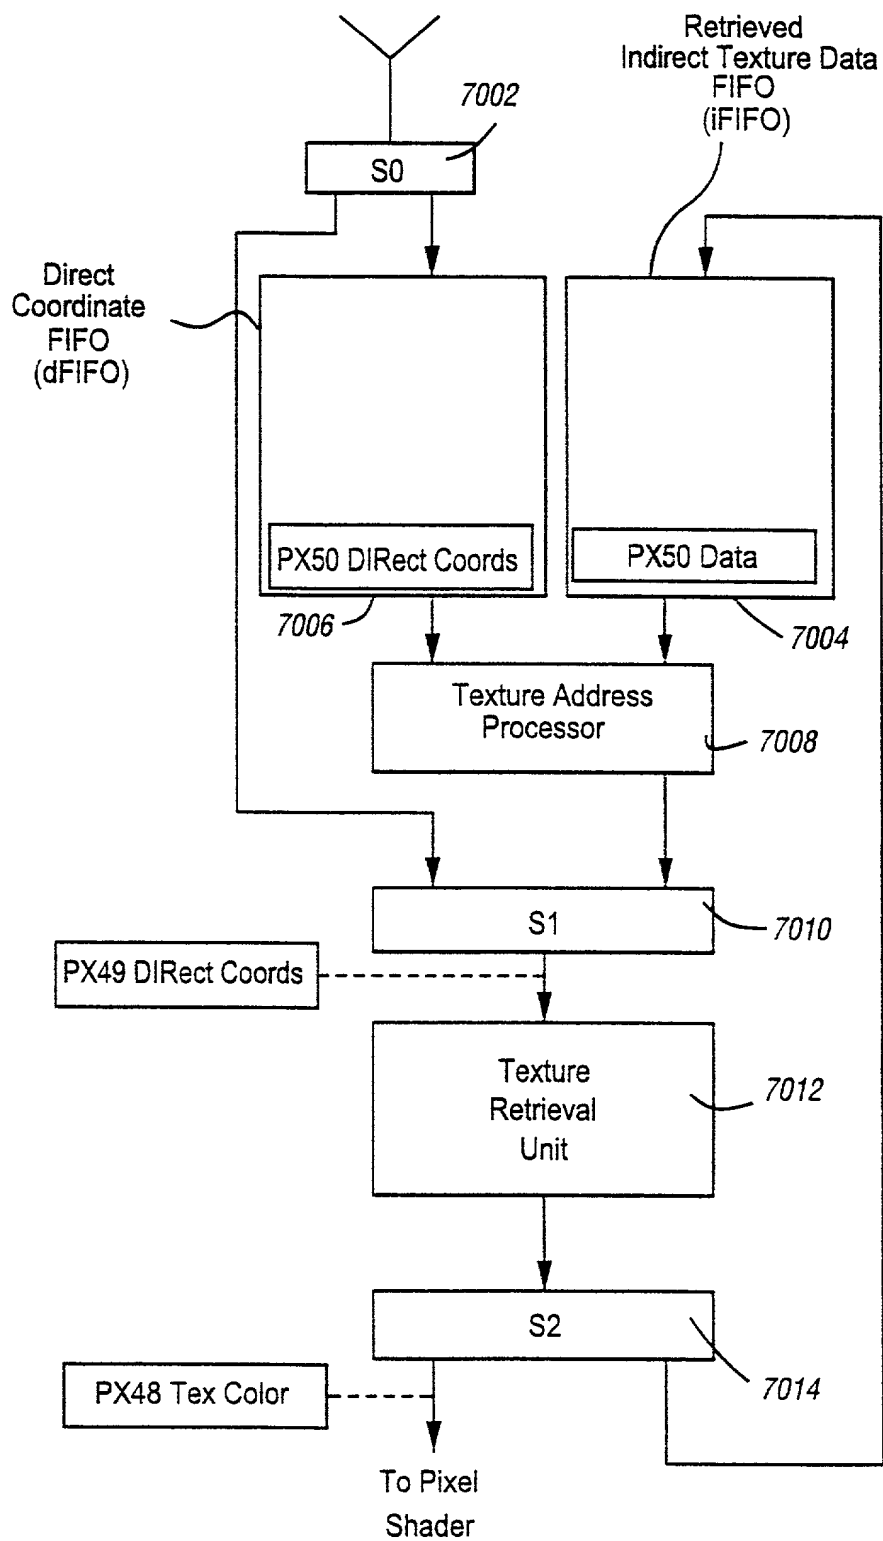 Retrieved
Indirect Texture Data
FIFO
(iFIFO)
7002
S0
Direct
Coordinate
FIFO
(dFIFO)
PX50 DIRect Coords
PX50 Data
7006
7004
Texture Address
Processor
7008
S1
7010
PX49 DIRect Coords
Texture
Retrieval
Unit
7012
S2
7014
PX48 Tex Color
To Pixel
Shader